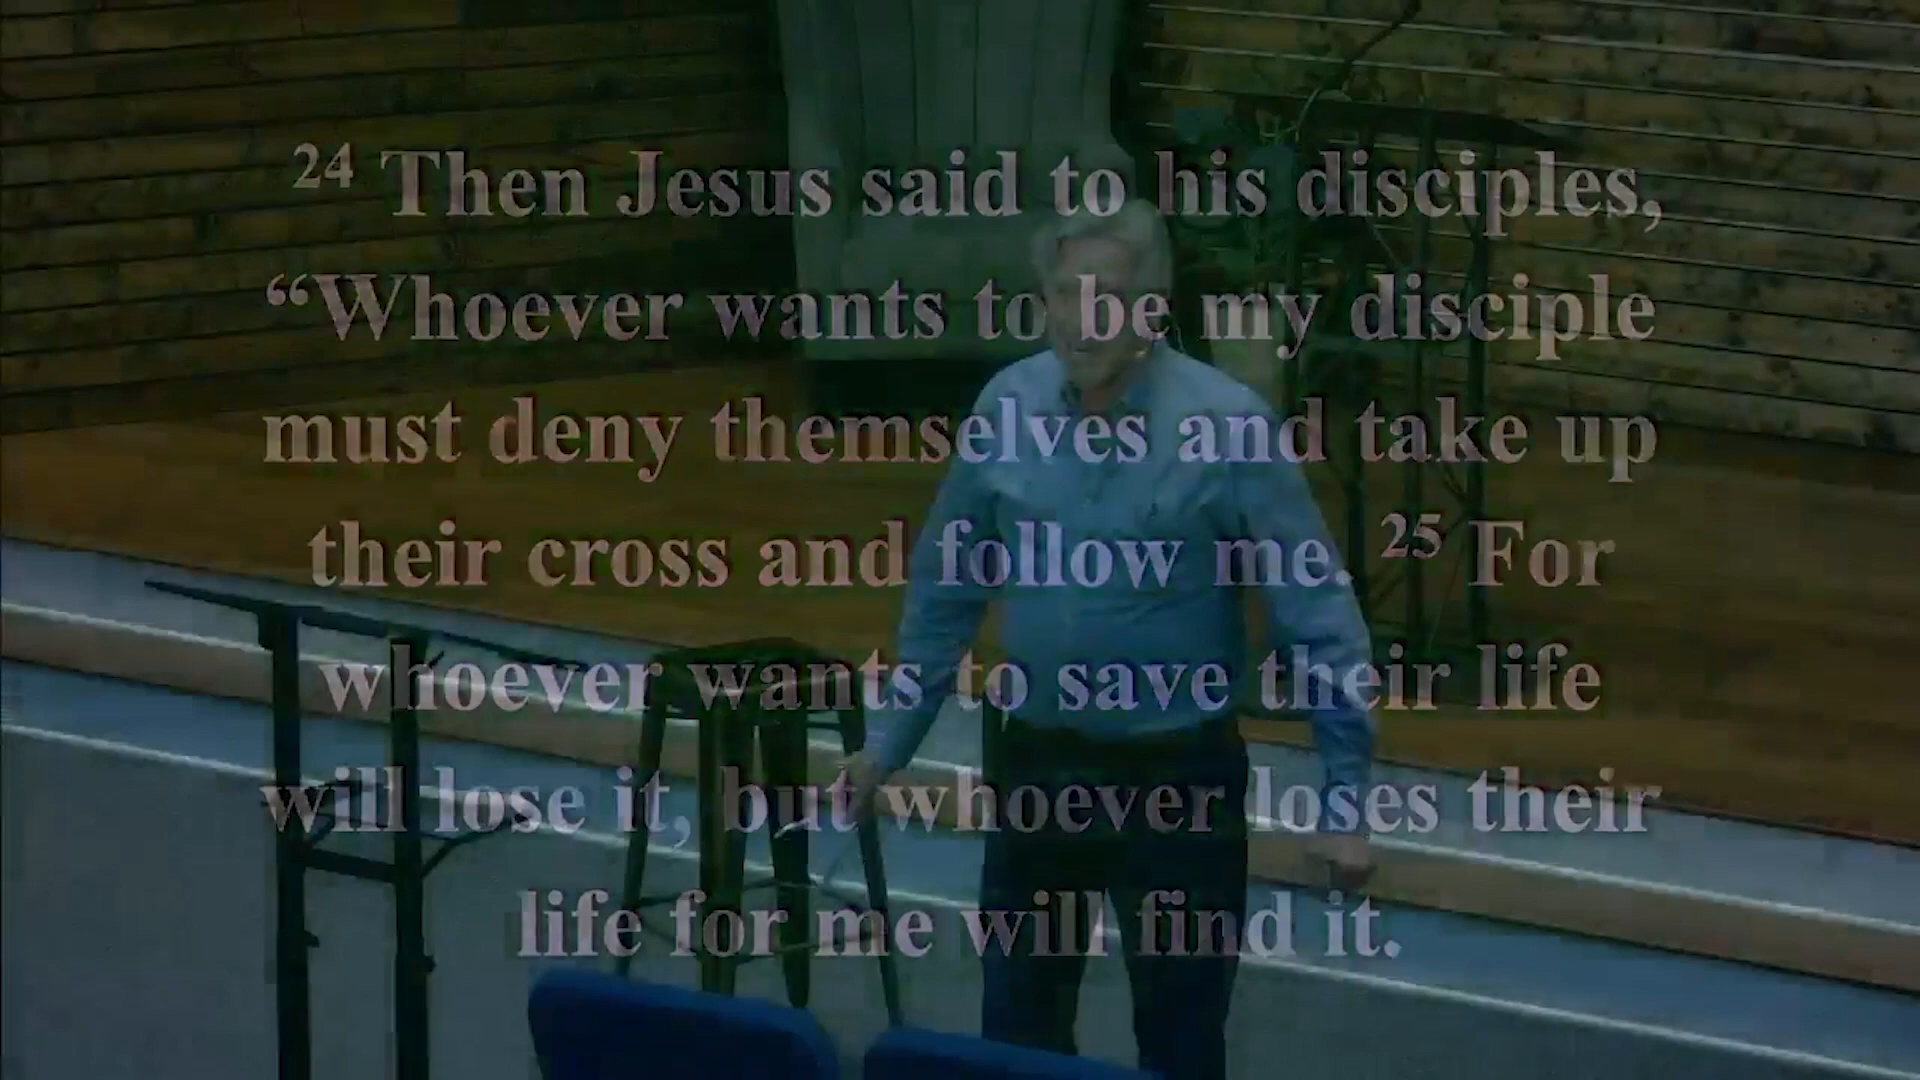 24 Then Jesus said to his disciples,
“Whoever wants to be my disciple
must deny themselves and take up
their cross and follow me. 25 For
whoever wants to save their life
will lose it, but whoever loses their
life for me will find it.